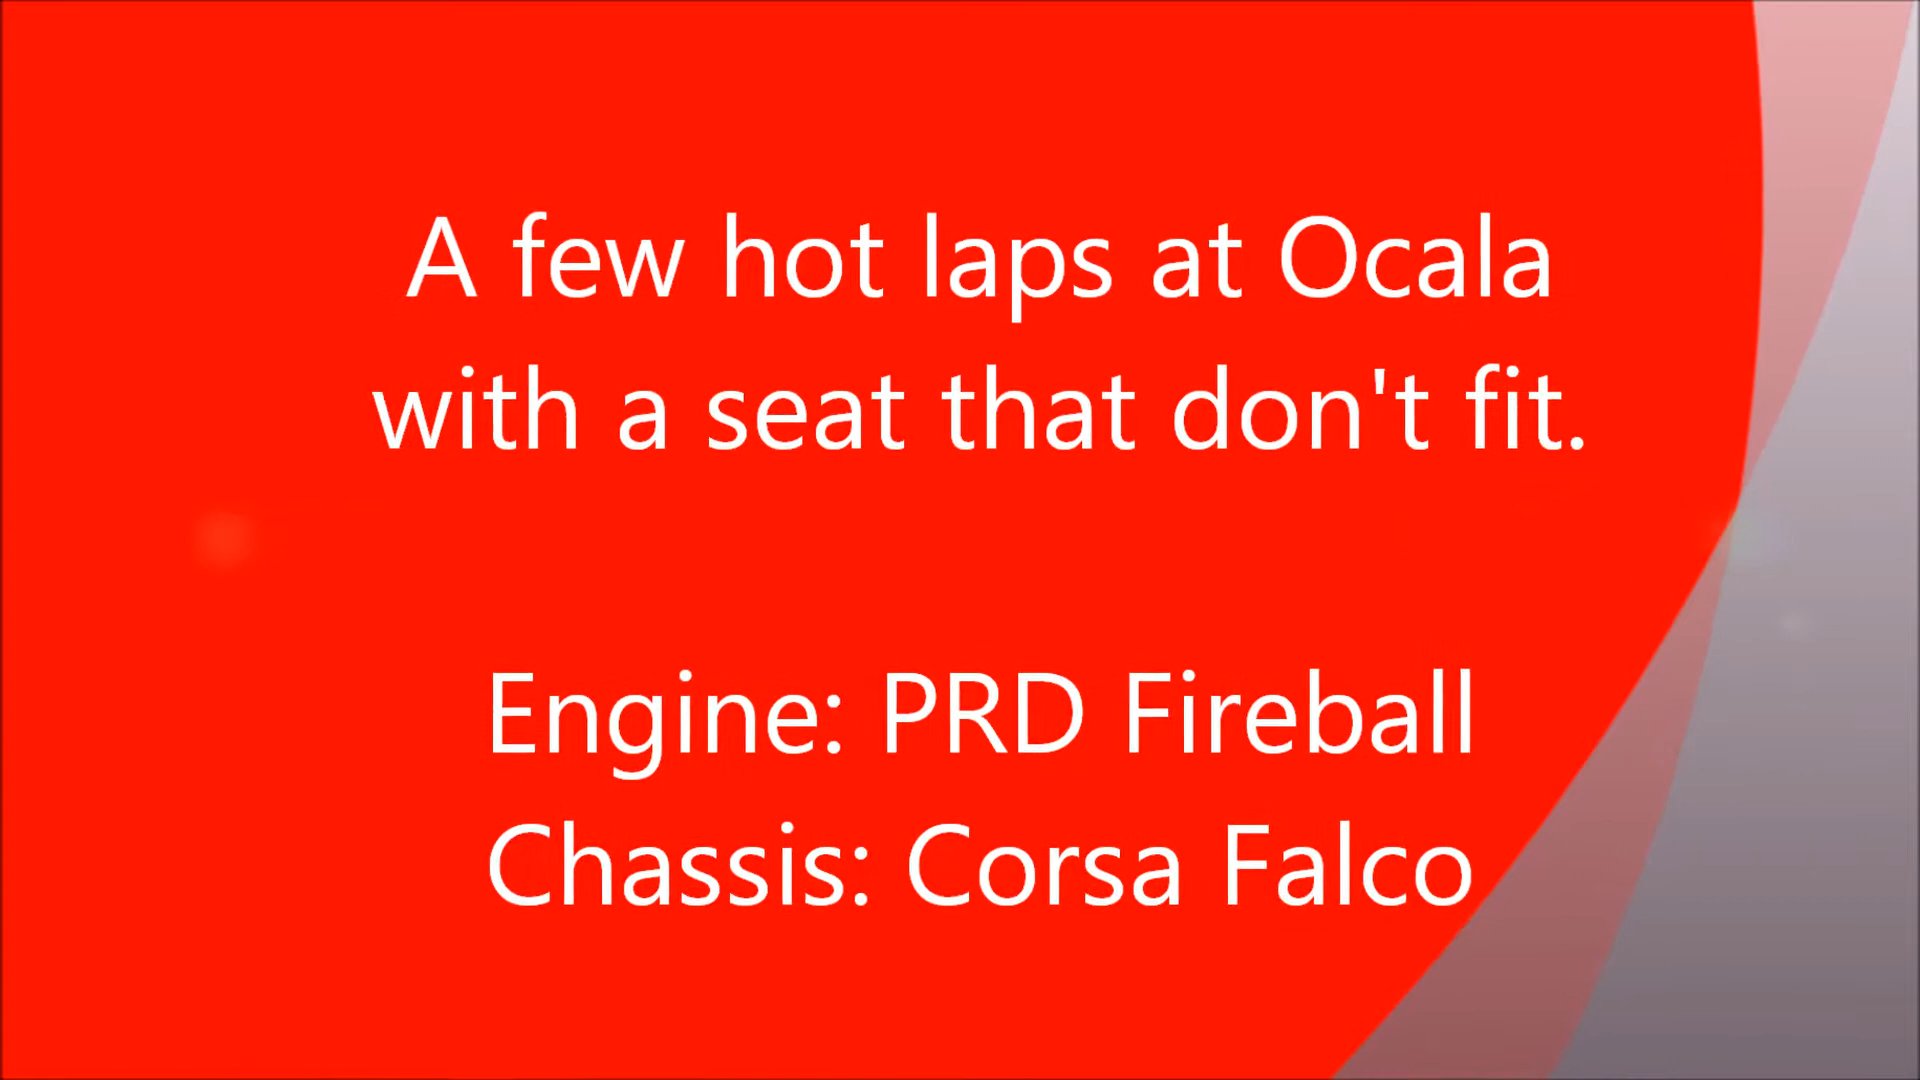 A few hot laps at Ocala
with a seat that don't fit.
Engine: PRD Fireball
Chassis: Corsa Falco